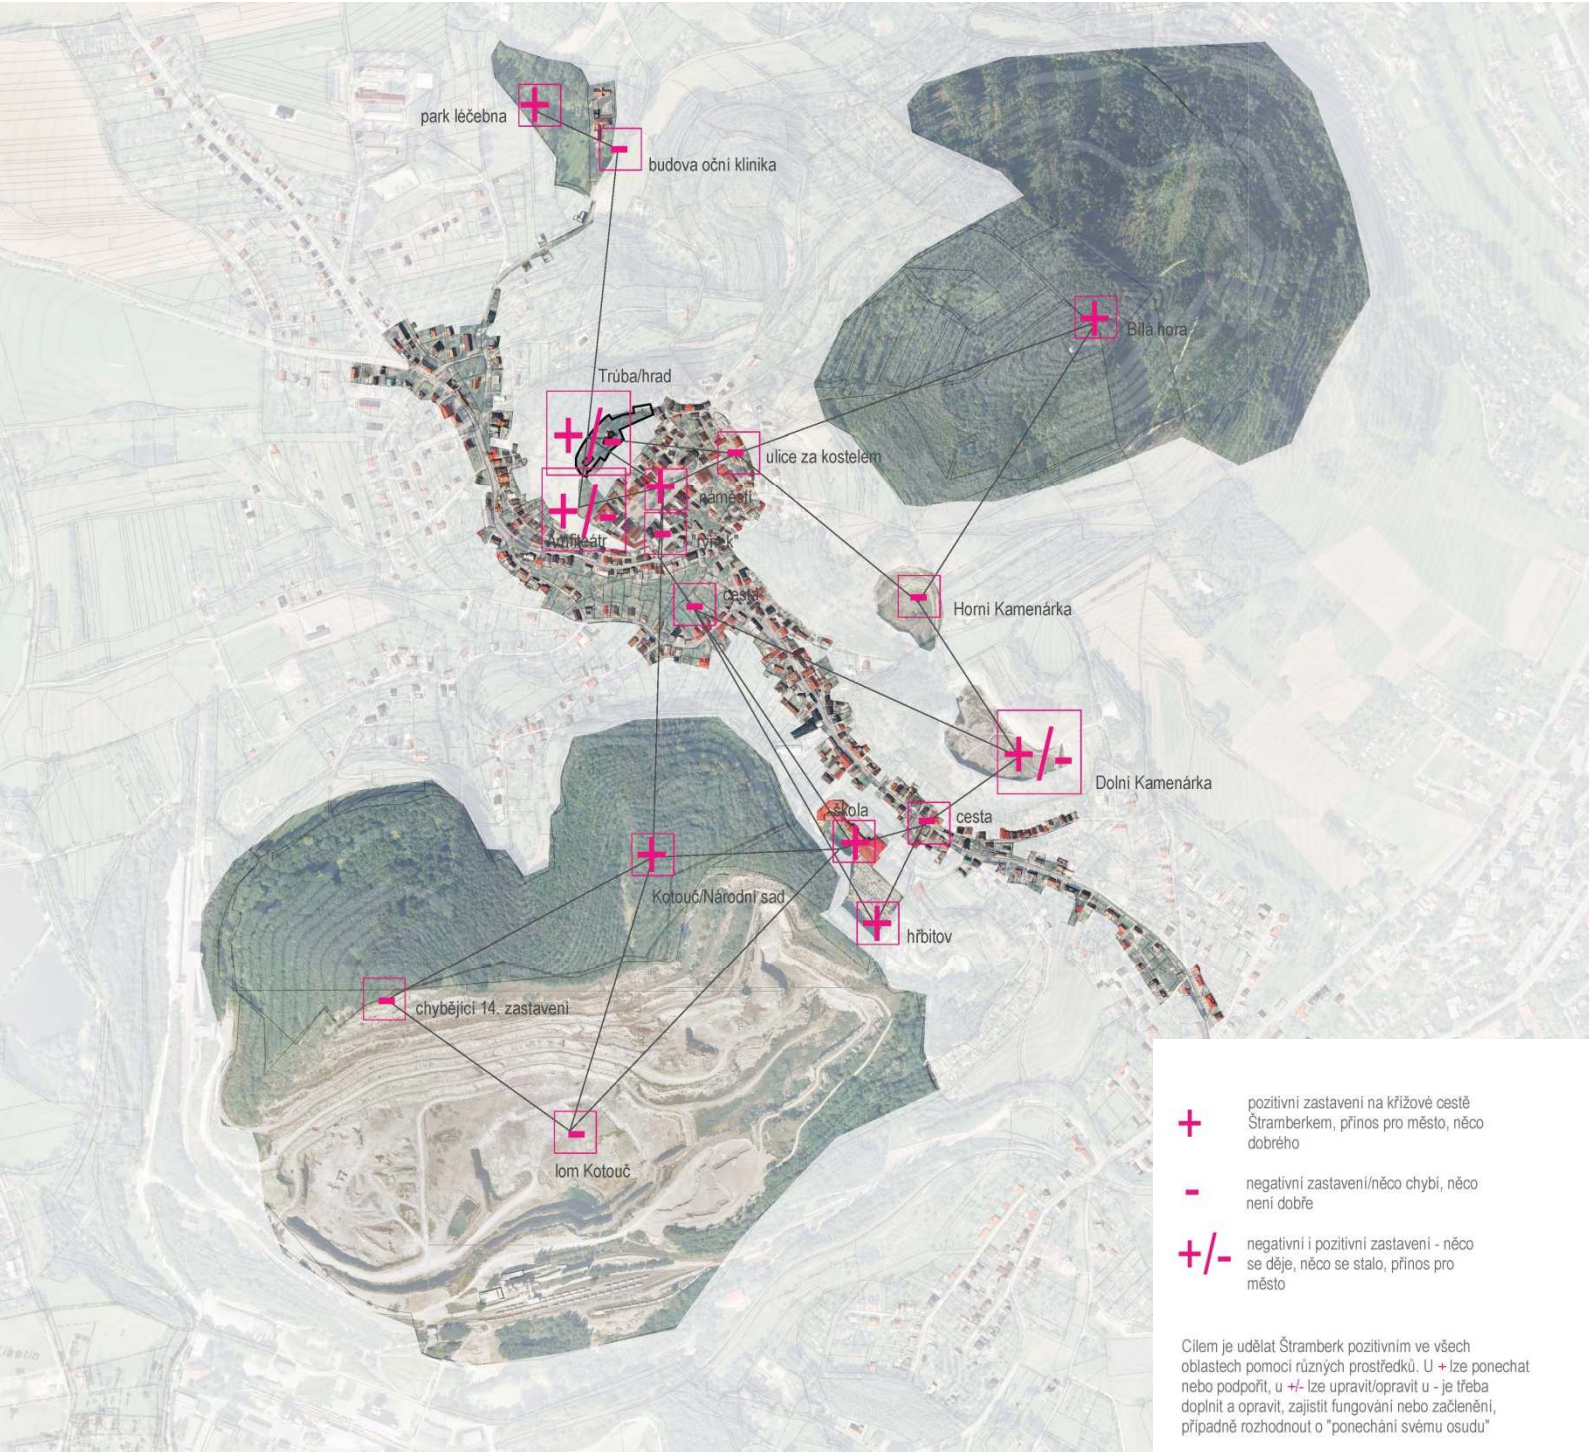 park léčebna
budova oční klinika
Bílá hora
Trúba/hrad
+/-
ulice za kostelem
náměstí
+/-
Amfiteátr
"rynek"
cesta
Horní Kamenárka
+/-
Dolní Kamenárka
škola
cesta
Kotouč/Národní sad
hřbitov
chybějící 14. zastavení
lom Kotouč
+ pozitivní zastavení na křížové cestě
Štramberkem, přínos pro město, něco
dobrého
- negativní zastavení/něco chybí, něco
není dobře
+/- negativní i pozitivní zastavení - něco
se děje, něco se stalo, přínos pro
město
Cílem je udělat Štramberk pozitivním ve všech
oblastech pomocí různých prostředků. U + lze ponechat
nebo podpořit, u +/- lze upravit/opravit u - je třeba
doplnit a opravit, zajistit fungování nebo začlenění,
případně rozhodnout o "ponechání svému osudu"